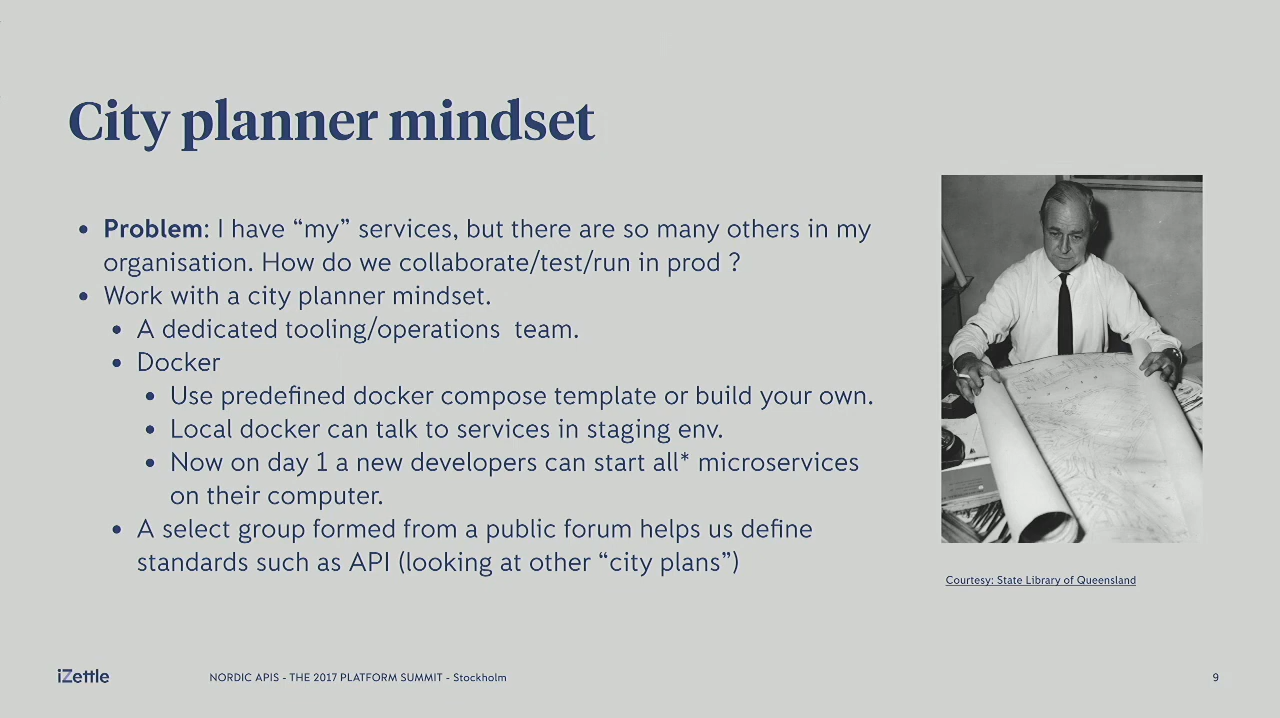 City planner mindset
• Problem: I have “my” services, but there are so many others in my
organisation. How do we collaborate/test/run in prod ?
• Work with a city planner mindset.
• A dedicated tooling/operations  team.
• Docker
• Use predefined docker compose template or build your own.
• Local docker can talk to services in staging env.
• Now on day 1 a new developers can start all* microservices
on their computer.
• A select group formed from a public forum helps us define
standards such as API (looking at other “city plans”)
Courtesy: State Library of Queensland
iZettle
NORDIC APIS - THE 2017 PLATFORM SUMMIT - Stockholm
9